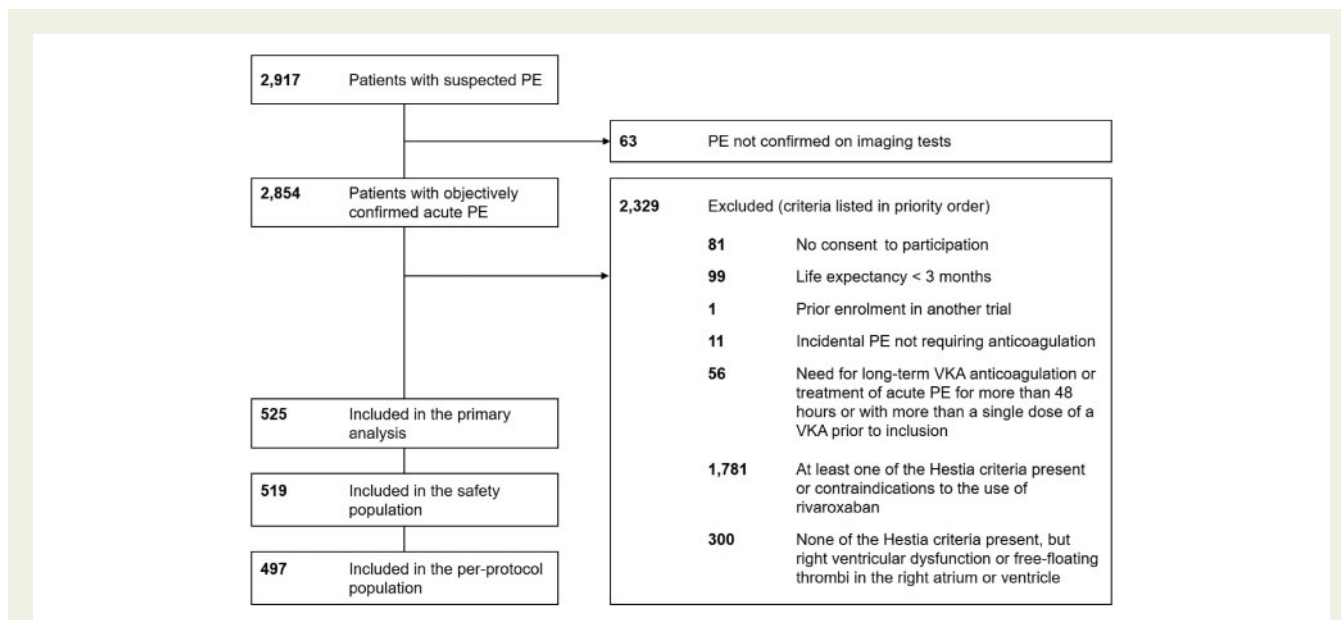 2,917 Patients with suspected PE
63 PE not confirmed on imaging tests
2,854 Patients with objectively
confirmed acute PE
2,329 Excluded (criteria listed in priority order)
81 No consent to participation
99 Life expectancy < 3 months
1 Prior enrolment in another trial
11 Incidental PE not requiring anticoagulation
56 Need for long-term VKA anticoagulation or
treatment of acute PE for more than 48
hours or with more than a single dose of a
VKA prior to inclusion
1,781 At least one of the Hestia criteria present
or contraindications to the use of
rivaroxaban
300 None of the Hestia criteria present, but
right ventricular dysfunction or free-floating
thrombi in the right atrium or ventricle
525 Included in the primary
analysis
519 Included in the safety
population
497 Included in the per-protocol
population